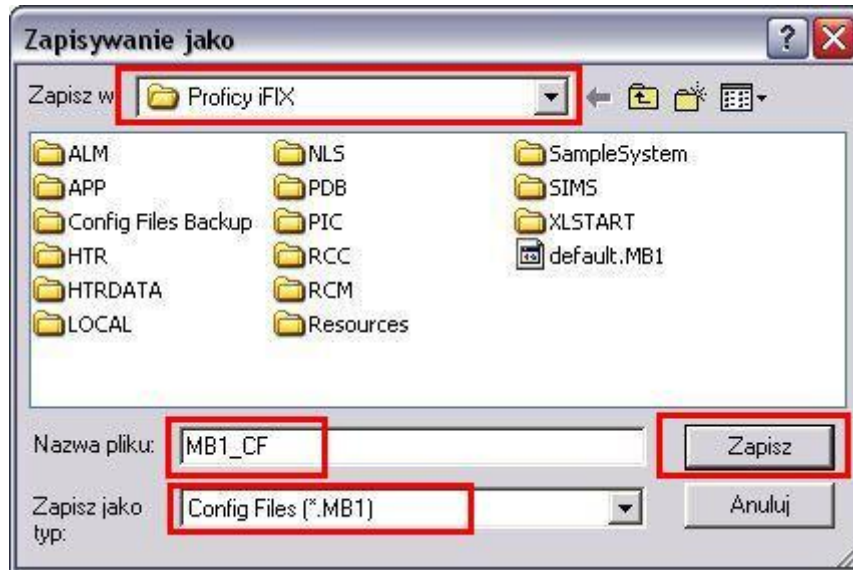 Zapisywanie jako
Zapisz w
Proficy iFIX
ALM
APP
Config Files Backup
HTR
HTRDATA
LOCAL
NLS
PDB
PIC
RCC
RCM
Resources
SampleSystem
SIMS
XLSTART
default.MB1
Nazwa pliku:
MB1_CF
Zapisz
Zapisz jako
typ:
Config Files (*.MB1)
Anuluj